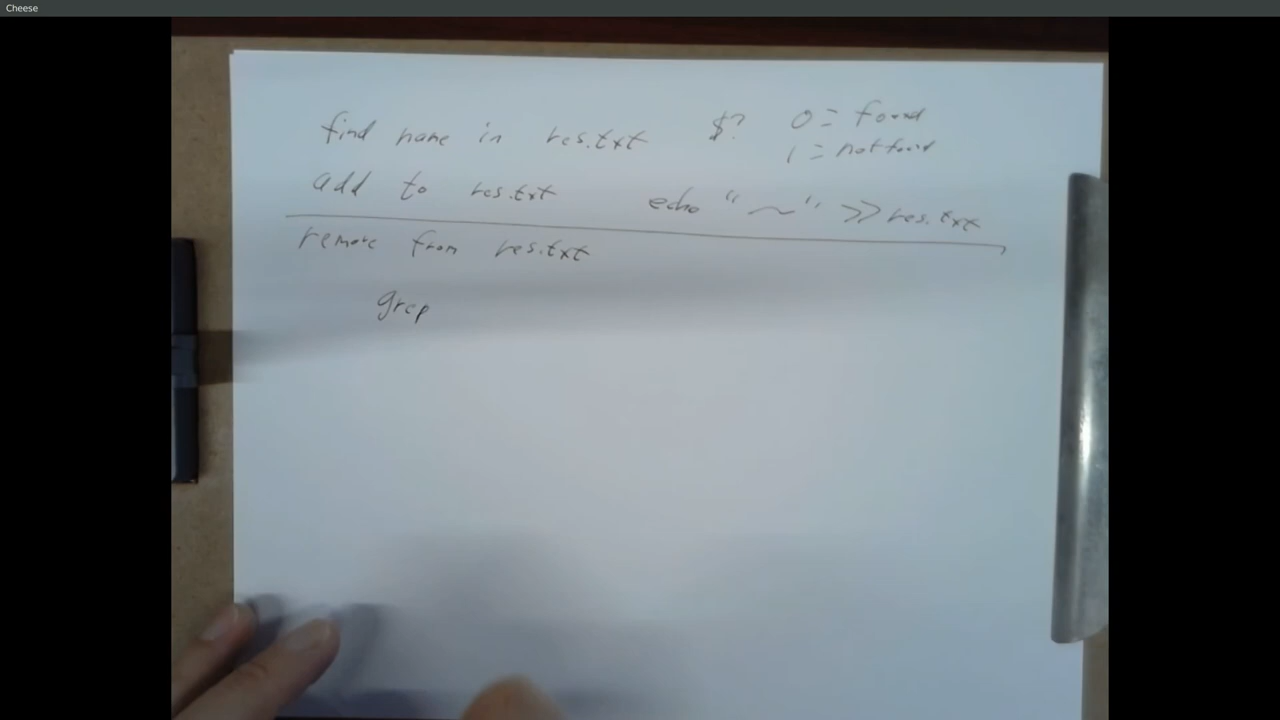 Cheese
find name in res.txt $? 0 = found
1 = not found
add to res.txt echo "~" >> res.txt
remove from res.txt
grep